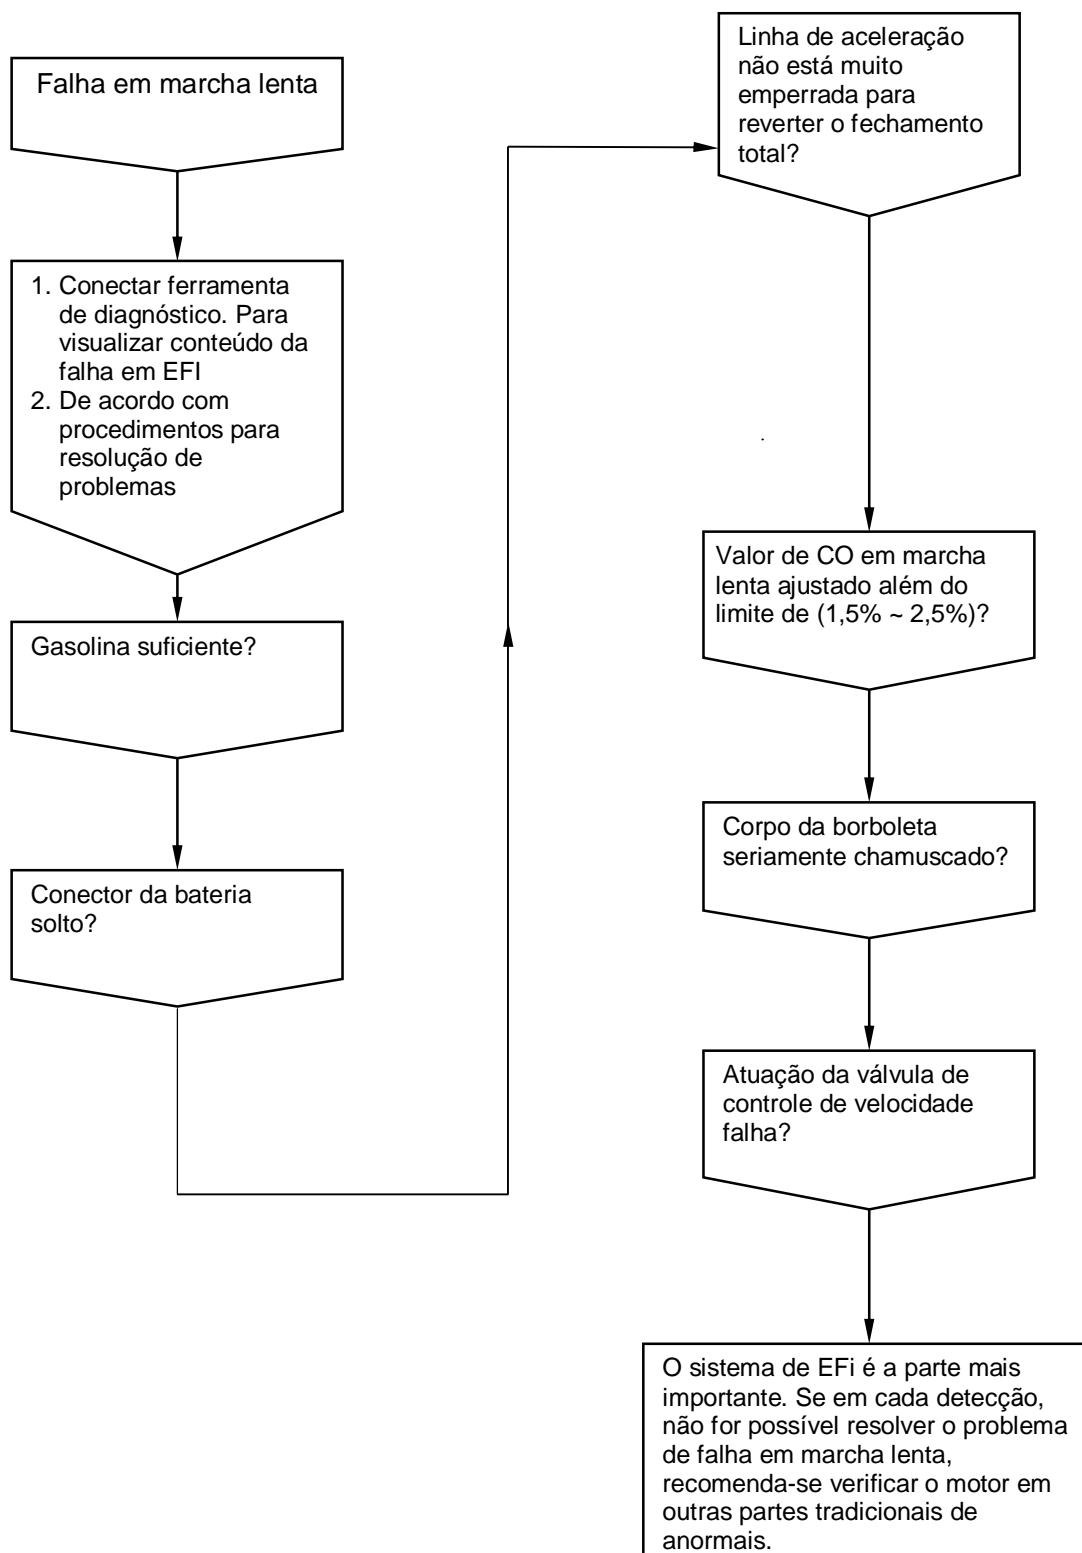 Falha em marcha lenta
1. Conectar ferramenta
de diagnóstico. Para
visualizar conteúdo da
falha em EFI
2. De acordo com
procedimentos para
resolução de
problemas
Gasolina suficiente?
Conector da bateria
solto?
Linha de aceleração
não está muito
emperrada para
reverter o fechamento
total?
Valor de CO em marcha
lenta ajustado além do
limite de (1,5% ~ 2,5%)?
Corpo da borboleta
seriamente chamuscado?
Atuação da válvula de
controle de velocidade
falha?
O sistema de EFi é a parte mais
importante. Se em cada detecção,
não for possível resolver o problema
de falha em marcha lenta,
recomenda-se verificar o motor em
outras partes tradicionais de
anormais.